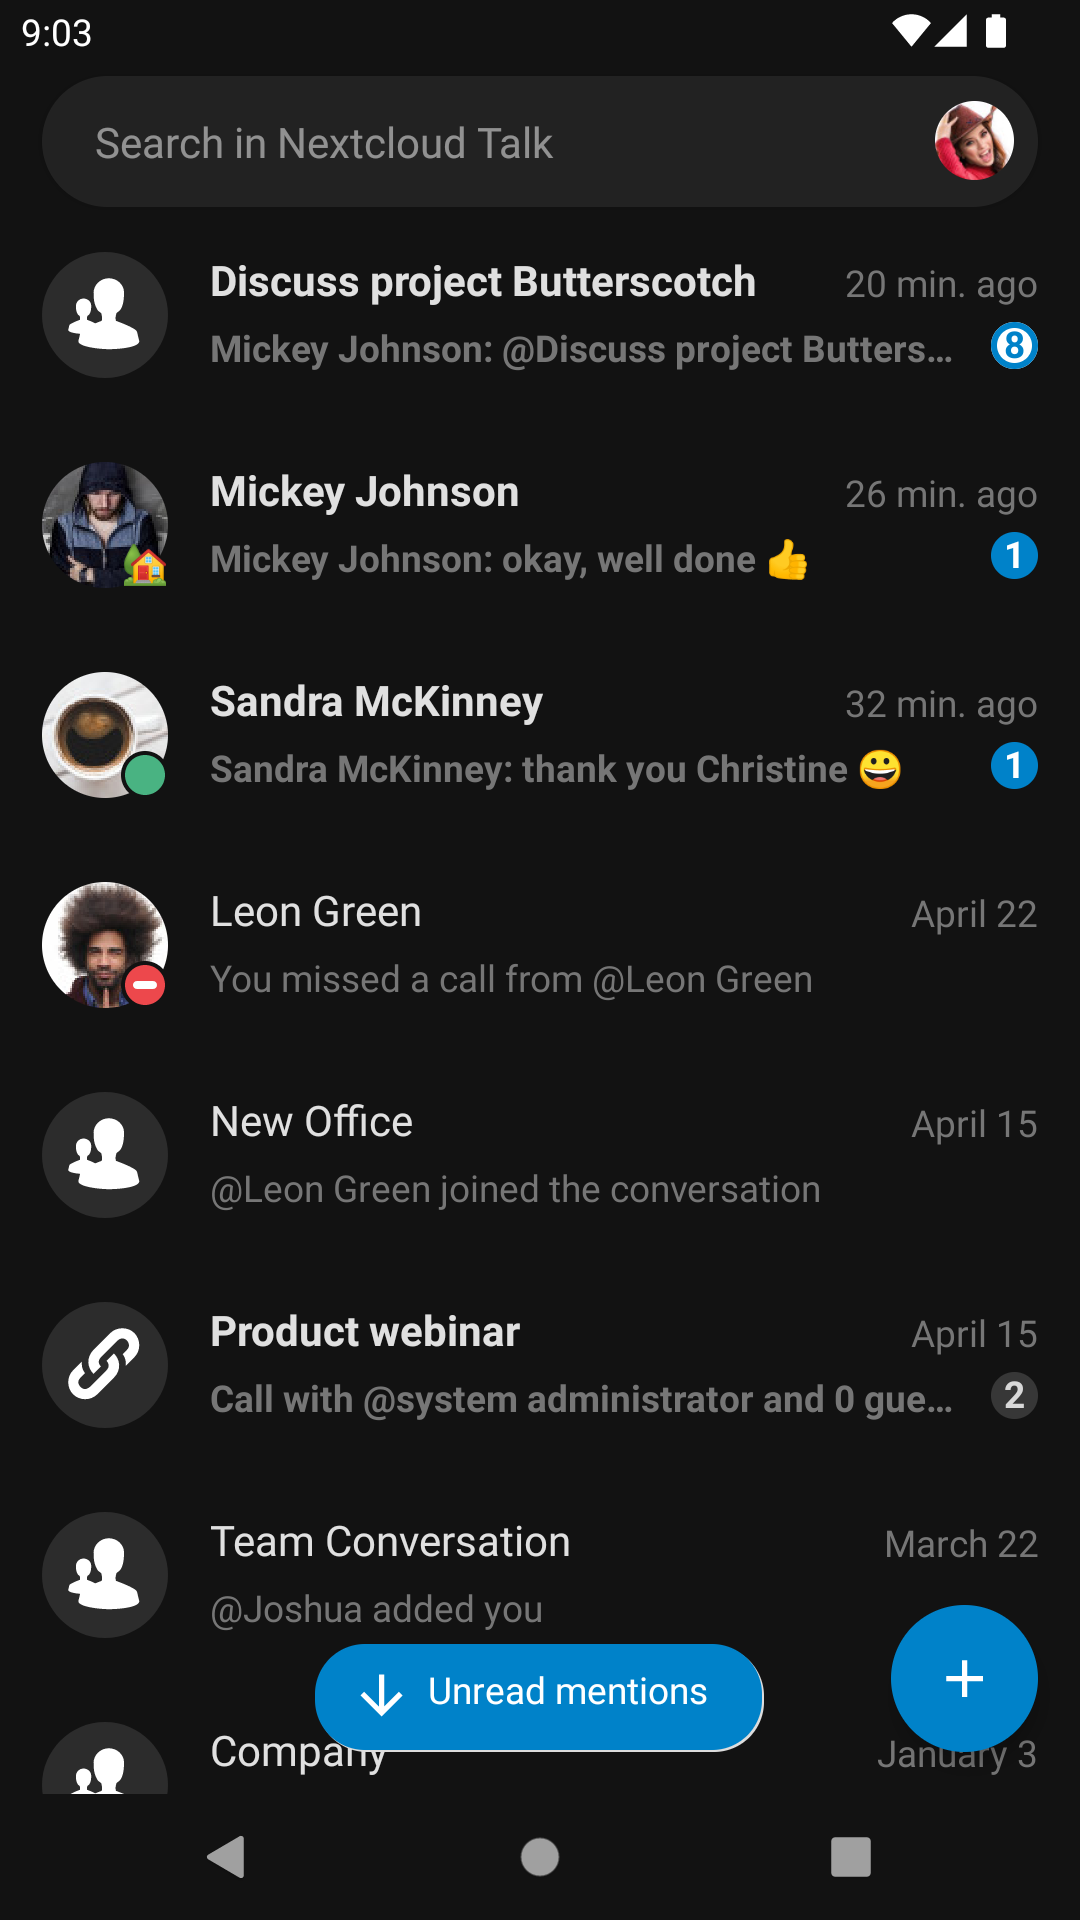 9:03
Search in Nextcloud Talk
Discuss project Butterscotch 20 min. ago
Mickey Johnson: @Discuss project Butters... 8
Mickey Johnson 26 min. ago
Mickey Johnson: okay, well done 👍 1
Sandra McKinney 32 min. ago
Sandra McKinney: thank you Christine 😀 1
Leon Green April 22
You missed a call from @Leon Green
New Office April 15
@Leon Green joined the conversation
Product webinar April 15
Call with @system administrator and 0 gue... 2
Team Conversation March 22
@Joshua added you
Unread mentions
Company January 3